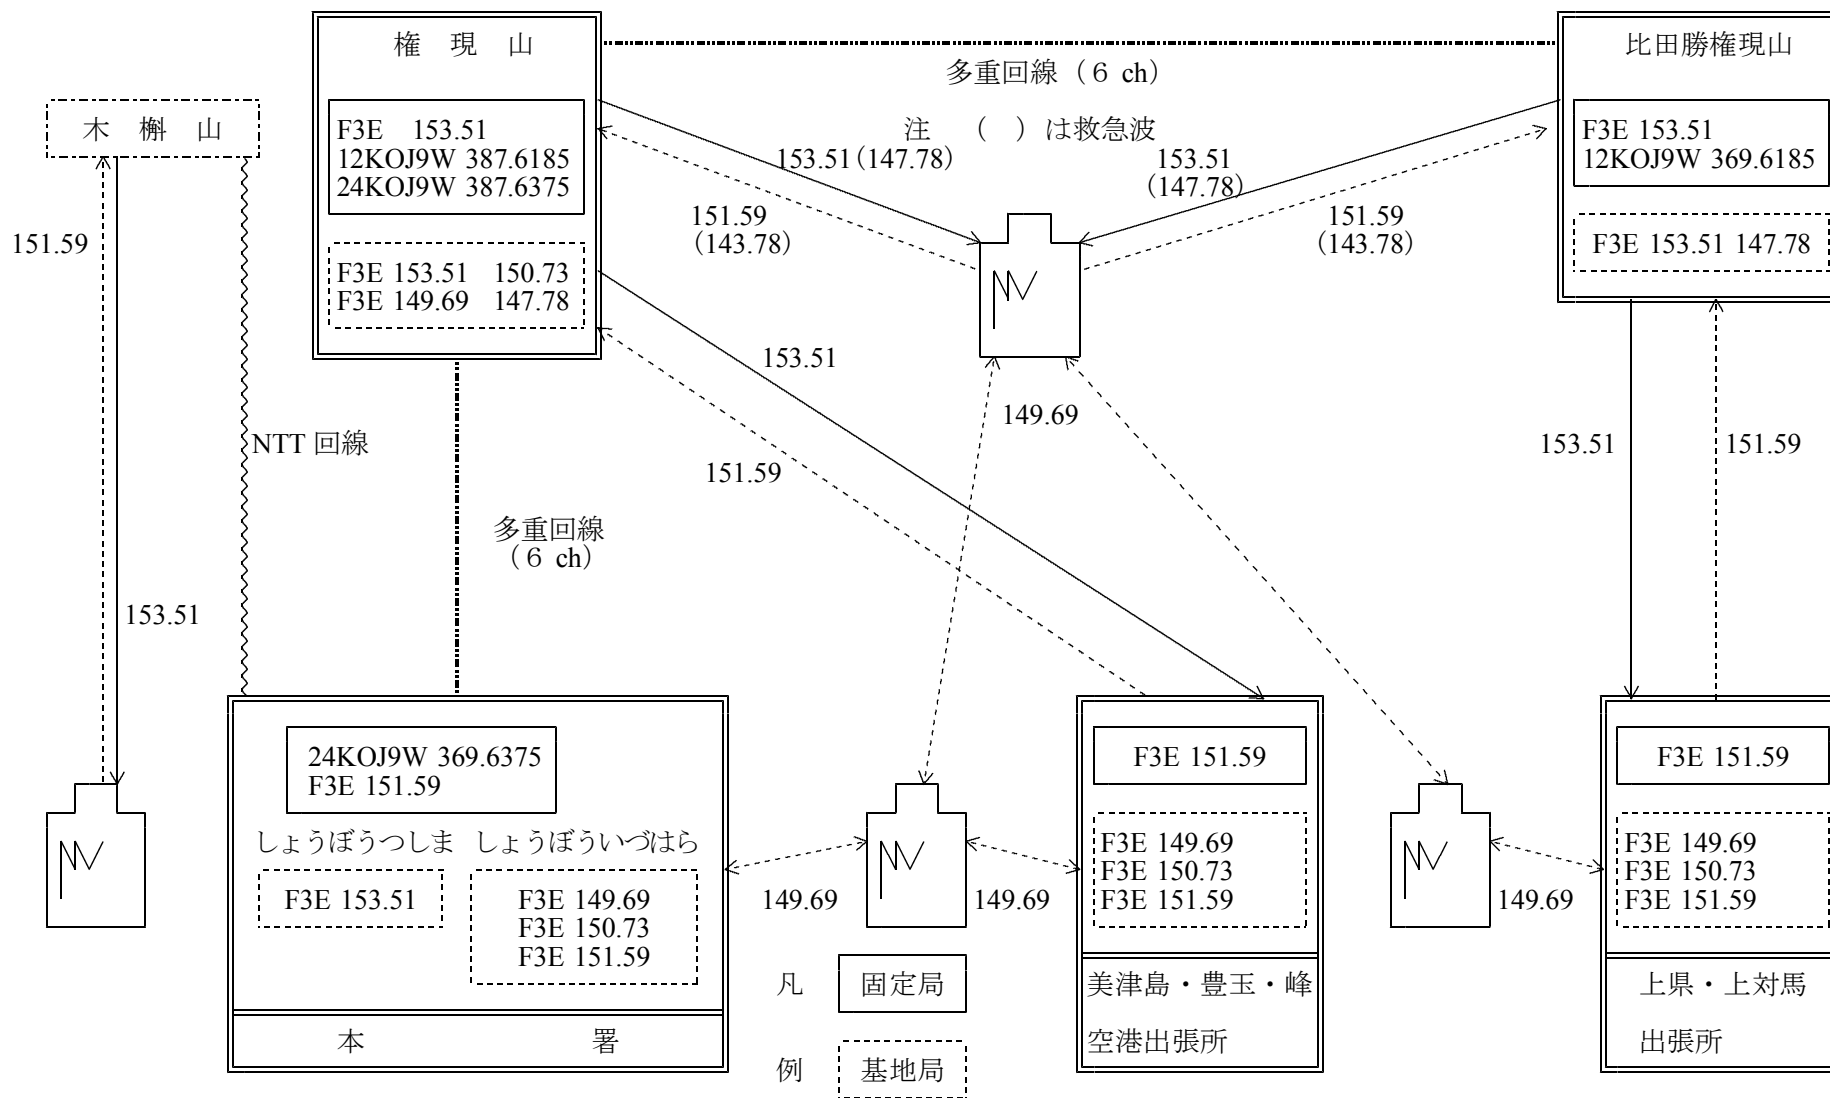 権 現 山
比田勝権現山
多重回線（６ ch）
木 槲 山
注 （ ）は救急波
F3E 153.51
12KOJ9W 387.6185
24KOJ9W 387.6375
153.51（147.78）
153.51
（147.78）
F3E 153.51
12KOJ9W 369.6185
151.59
151.59
（143.78）
151.59
（143.78）
F3E 153.51 147.78
F3E 153.51 150.73
F3E 149.69 147.78
153.51
149.69
NTT 回線
151.59
153.51
151.59
多重回線
（６ ch）
153.51
24KOJ9W 369.6375
F3E 151.59
F3E 151.59
F3E 151.59
しょうぼうつしま
しょうぼういづはら
F3E 153.51
F3E 149.69
F3E 150.73
F3E 151.59
149.69
149.69
F3E 149.69
F3E 150.73
F3E 151.59
149.69
F3E 149.69
F3E 150.73
F3E 151.59
凡 固定局
例 基地局
本 署
美津島・豊玉・峰
空港出張所
上県・上対馬
出張所